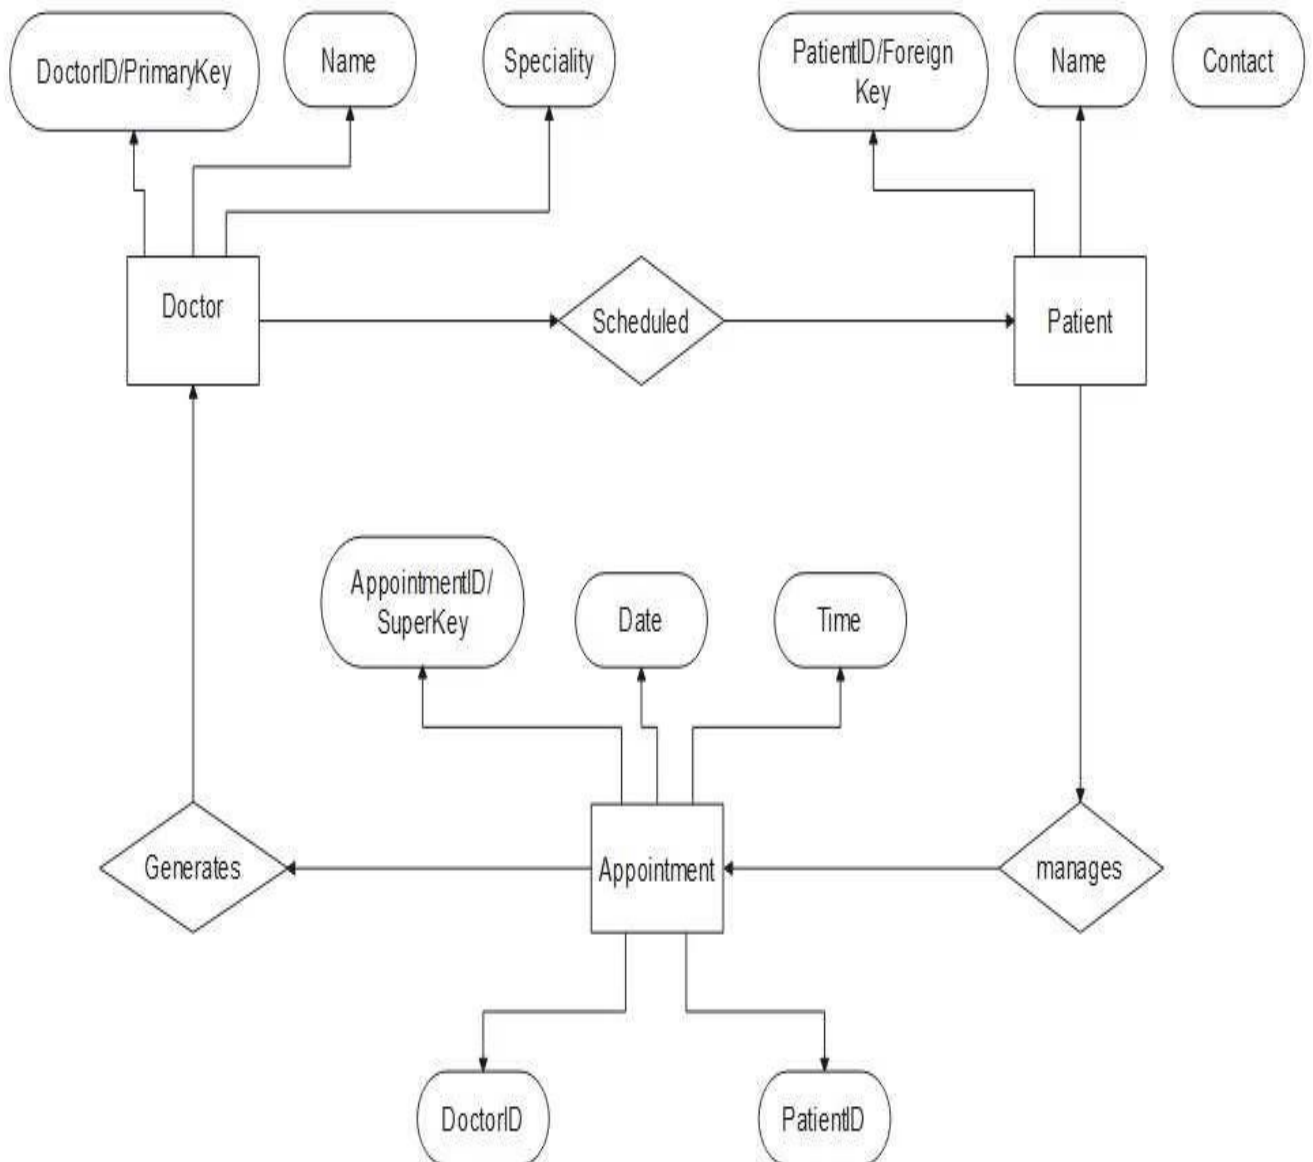 DoctorID/PrimaryKey
Name
Speciality
PatientID/Foreign
Key
Name
Contact
Doctor
Scheduled
Patient
AppointmentID/
SuperKey
Date
Time
Generates
Appointment
manages
DoctorID
PatientID